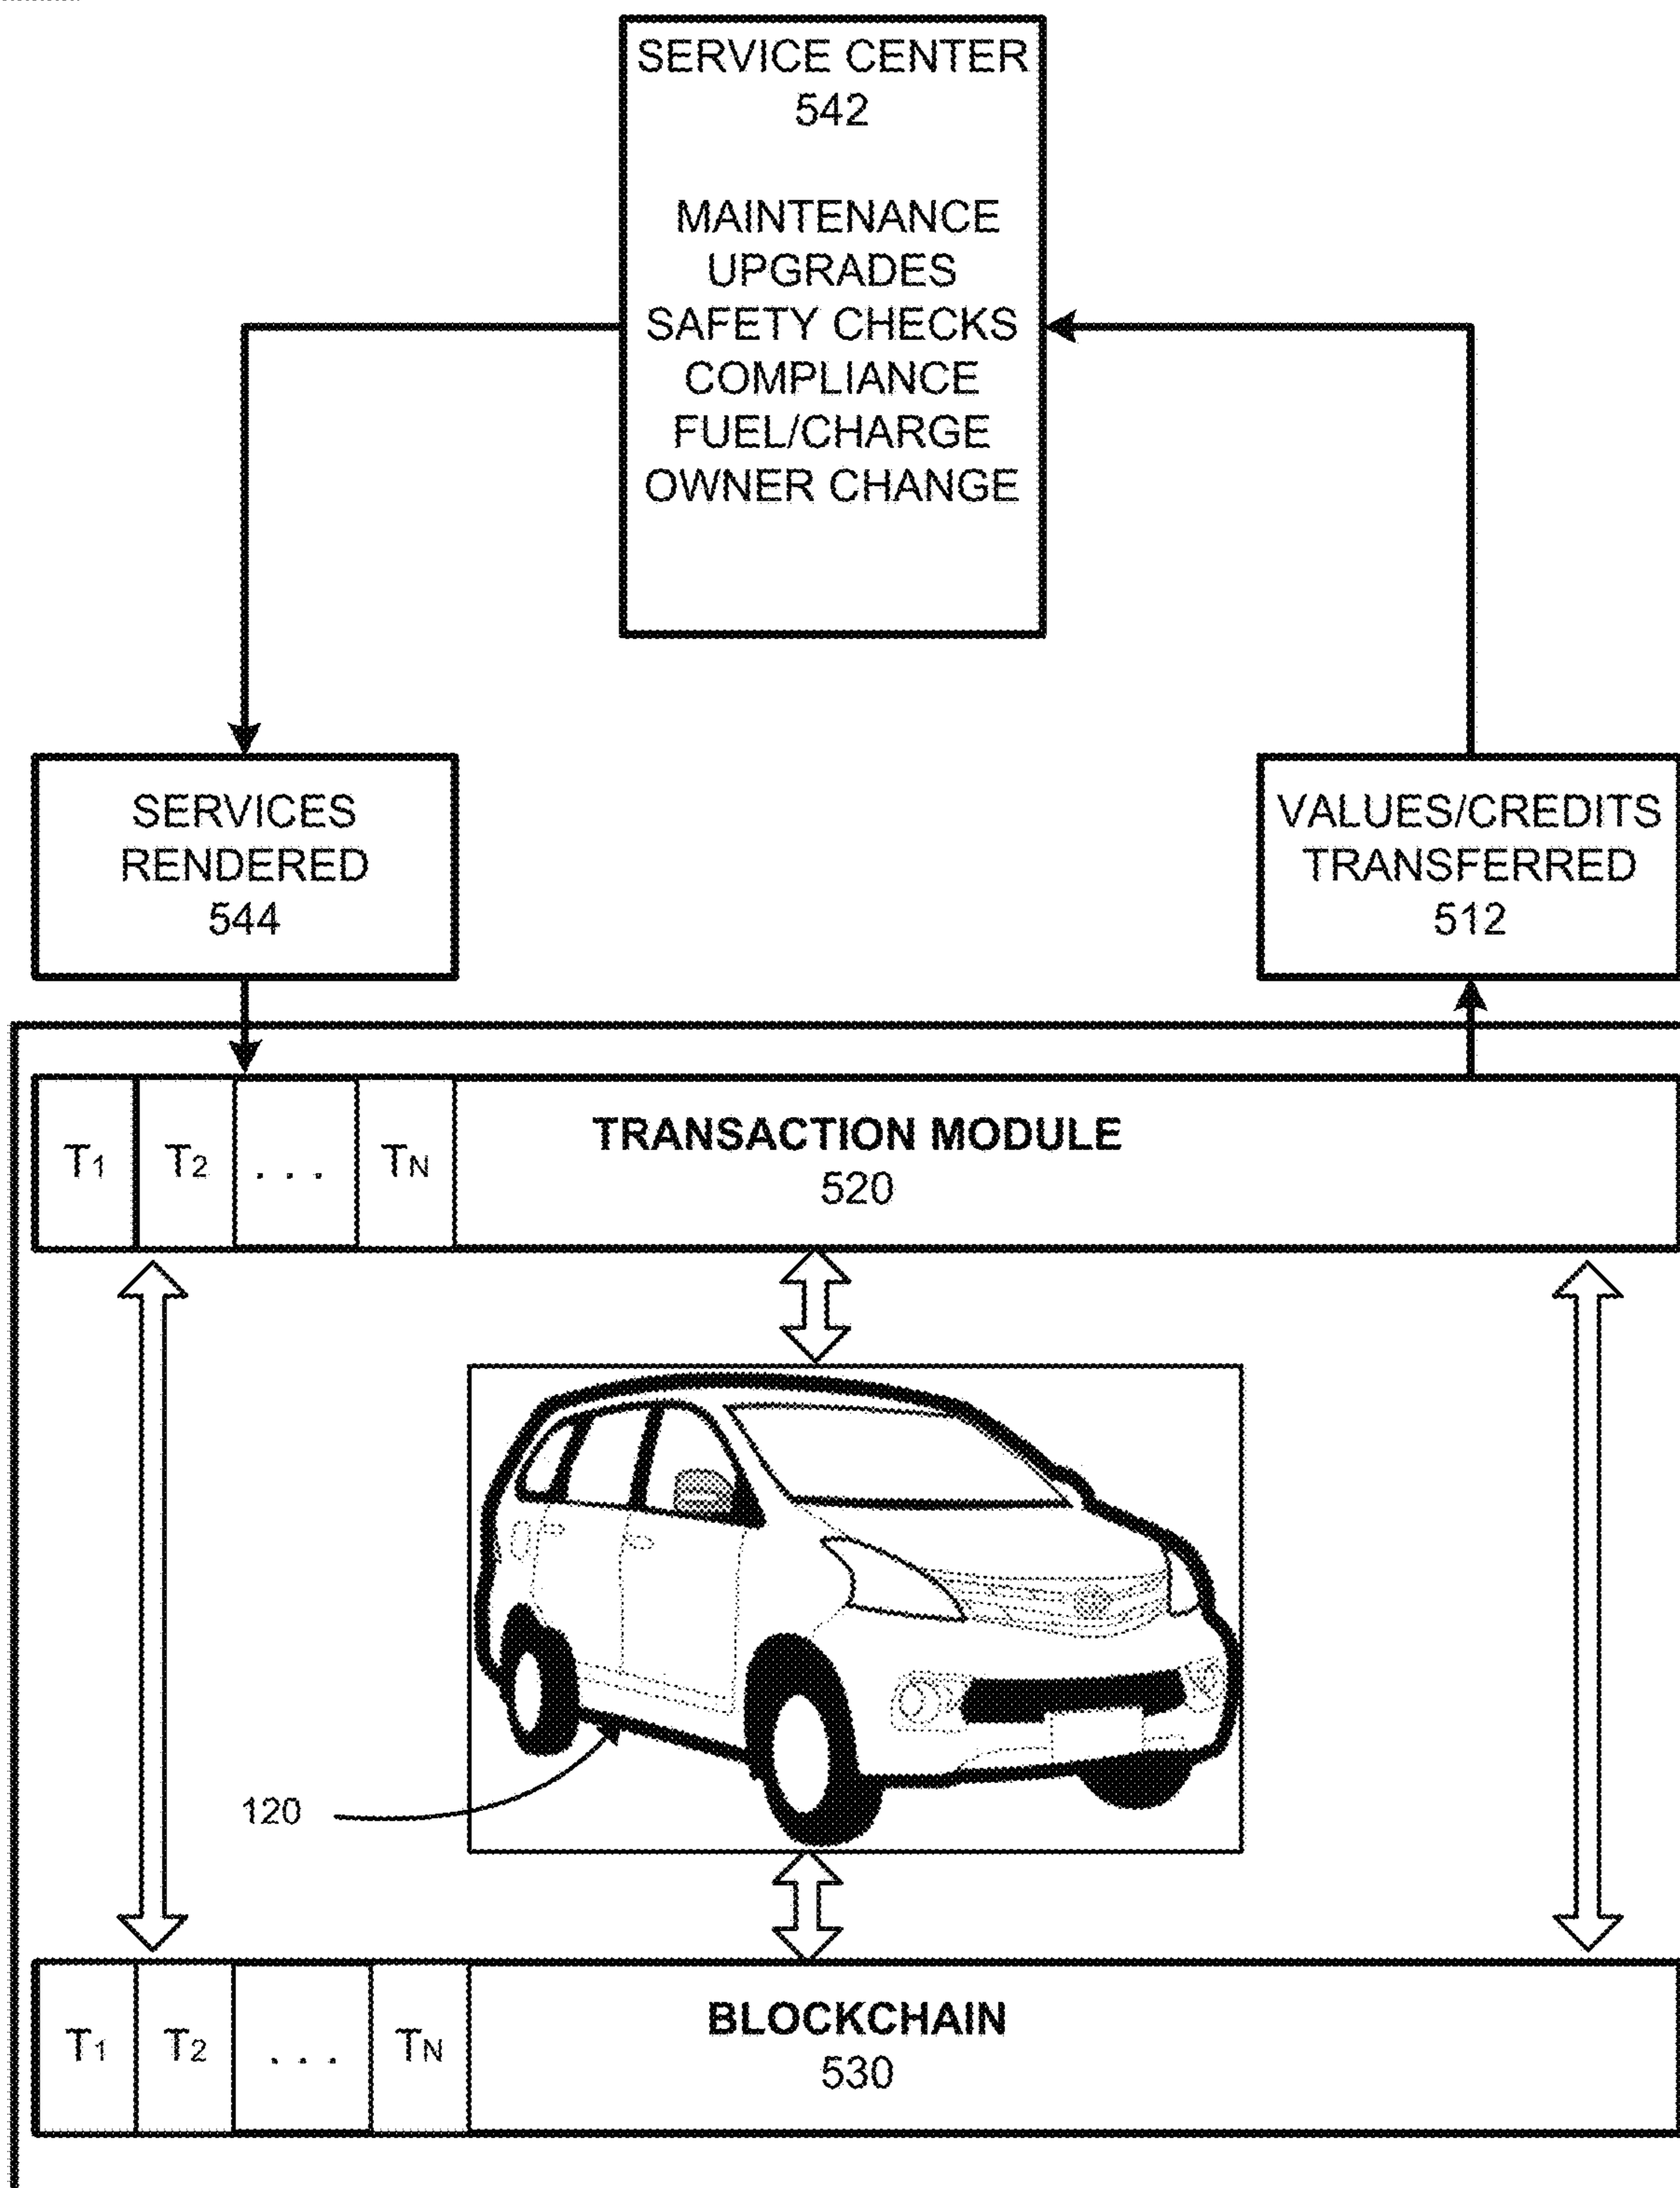 SERVICE CENTER
542
MAINTENANCE
UPGRADES
SAFETY CHECKS
COMPLIANCE
FUEL/CHARGE
OWNER CHANGE
SERVICES
RENDERED
544
VALUES/CREDITS
TRANSFERRED
512
T1 T2 . . . TN
TRANSACTION MODULE
520
120
T1 T2 . . . TN
BLOCKCHAIN
530